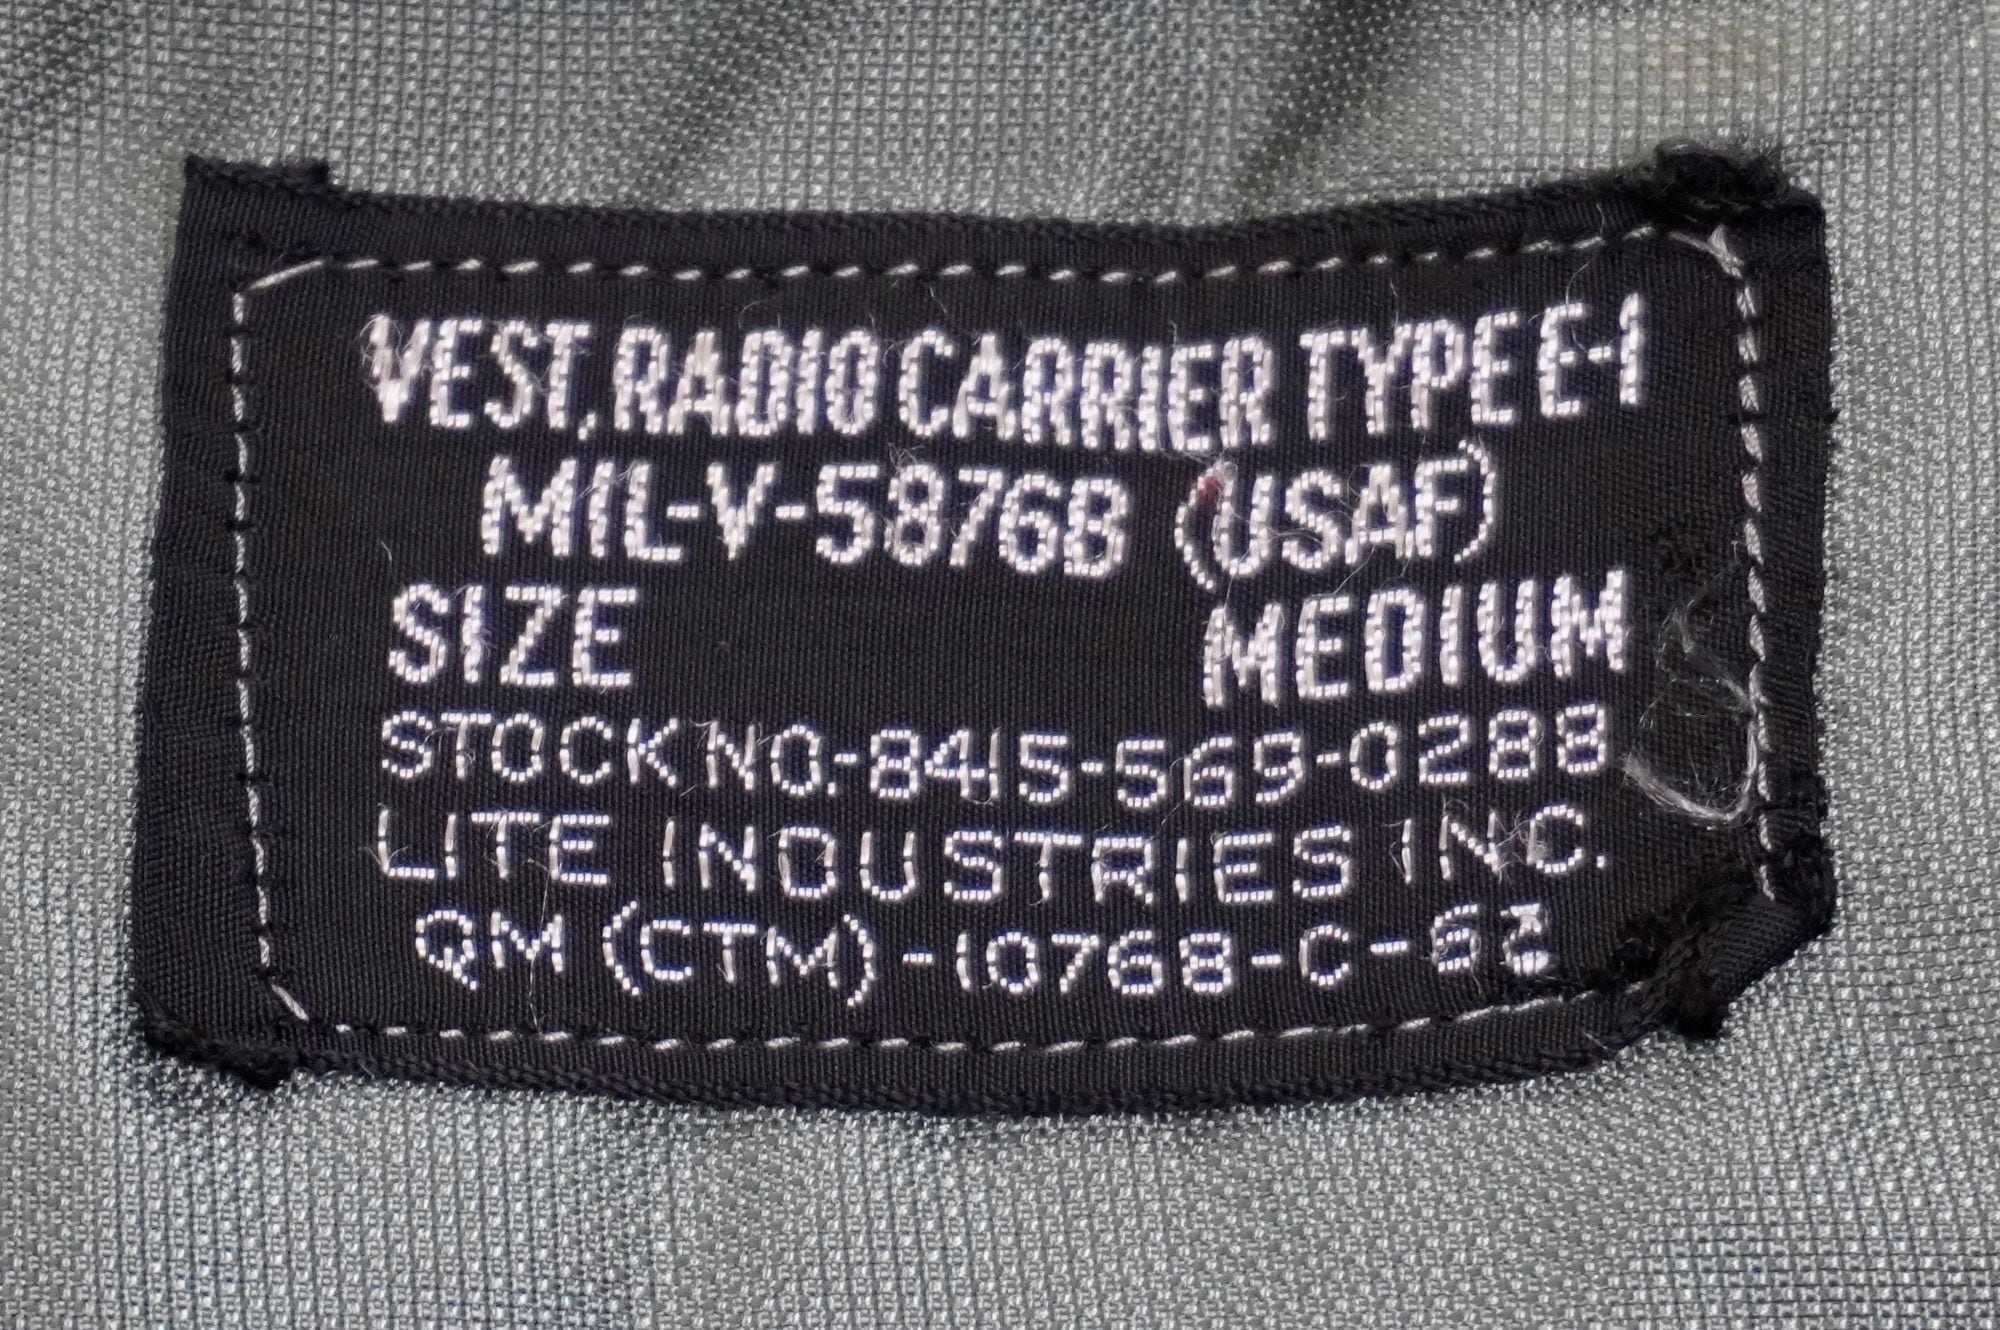 VEST, RADIO CARRIER TYPE E-1
MIL-V-5876B (USAF)
SIZE MEDIUM
STOCK NO.-8415-569-0288
LITE INDUSTRIES INC.
QM (CTM) -10768-C-62